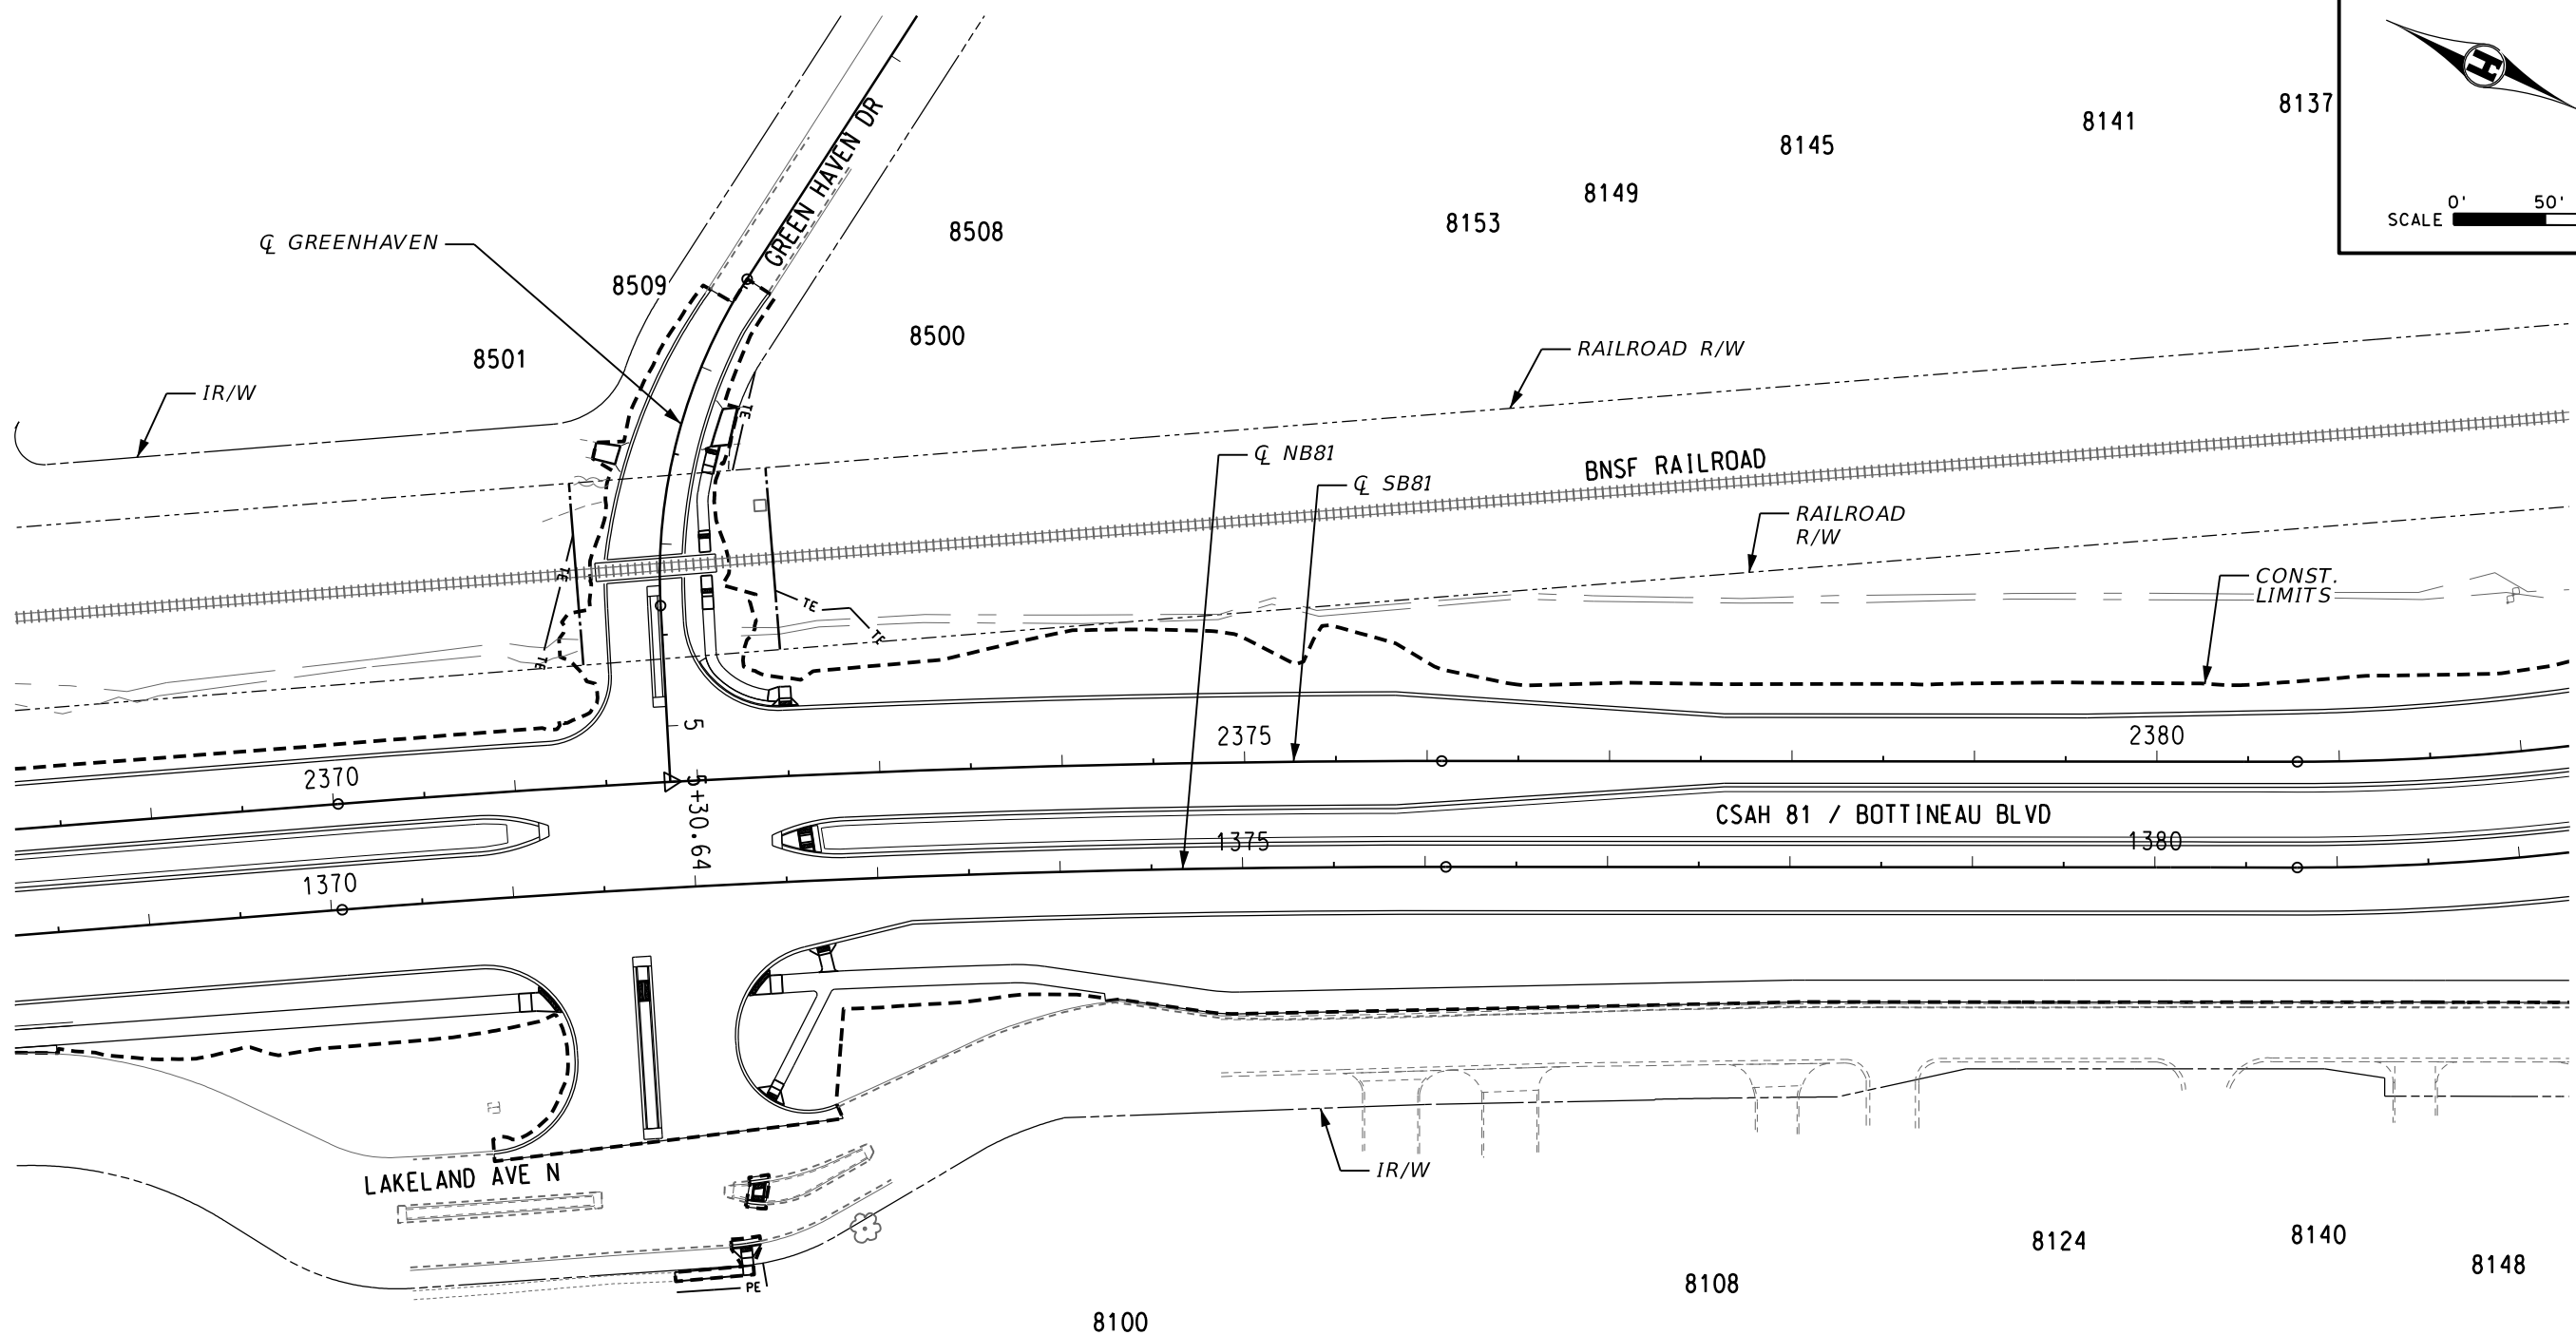 8137
8141
8145
8149
8153
0' 50'
SCALE
GREEN HAVEN DR
8508
℄ GREENHAVEN
8509
8500
8501
RAILROAD R/W
IR/W
TE
℄ NB81
BNSF RAILROAD
℄ SB81
RAILROAD
R/W
TE
CONST.
LIMITS
TE
TE
TE
5
2375
2380
2370
5+30.64
CSAH 81 / BOTTINEAU BLVD
1375
1380
1370
LAKELAND AVE N
IR/W
PE
8124
8140
8148
8108
8100